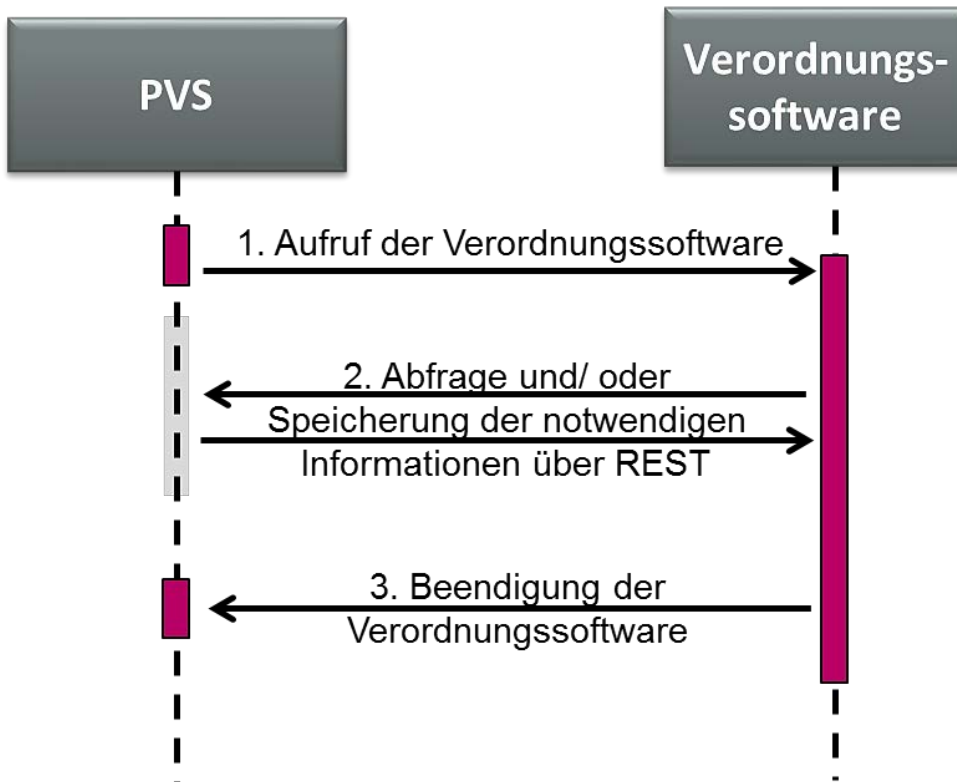 PVS
Verordnungs-
software
1. Aufruf der Verordnungssoftware
2. Abfrage und/ oder
Speicherung der notwendigen
Informationen über REST
3. Beendigung der
Verordnungssoftware